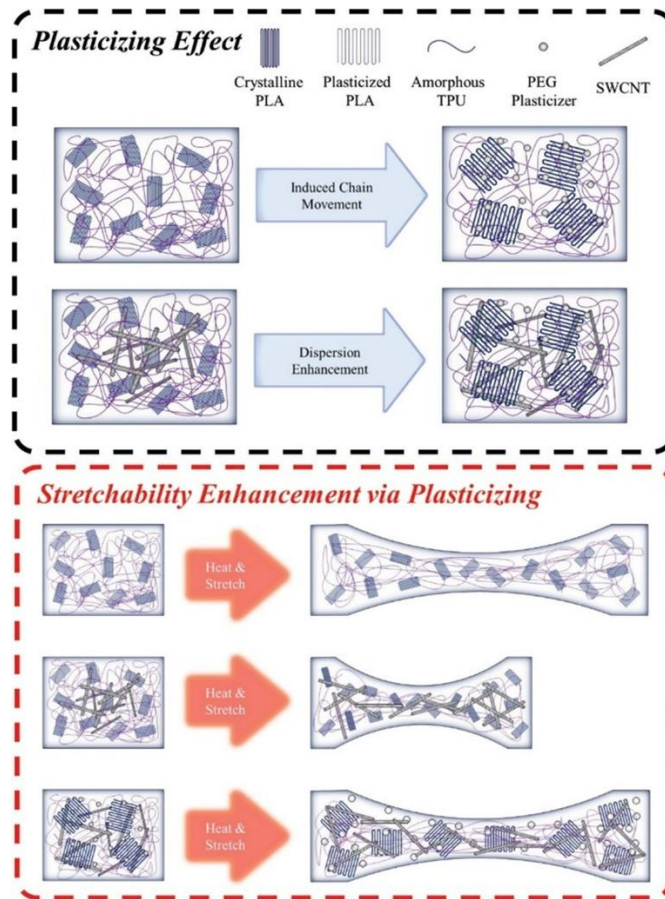 Plasticizing Effect
Crystalline
PLA
Plasticized
PLA
Amorphous
TPU
PEG
Plasticizer
SWCNT
Induced Chain
Movement
Dispersion
Enhancement
Stretchability Enhancement via Plasticizing
Heat &
Stretch
Heat &
Stretch
Heat &
Stretch